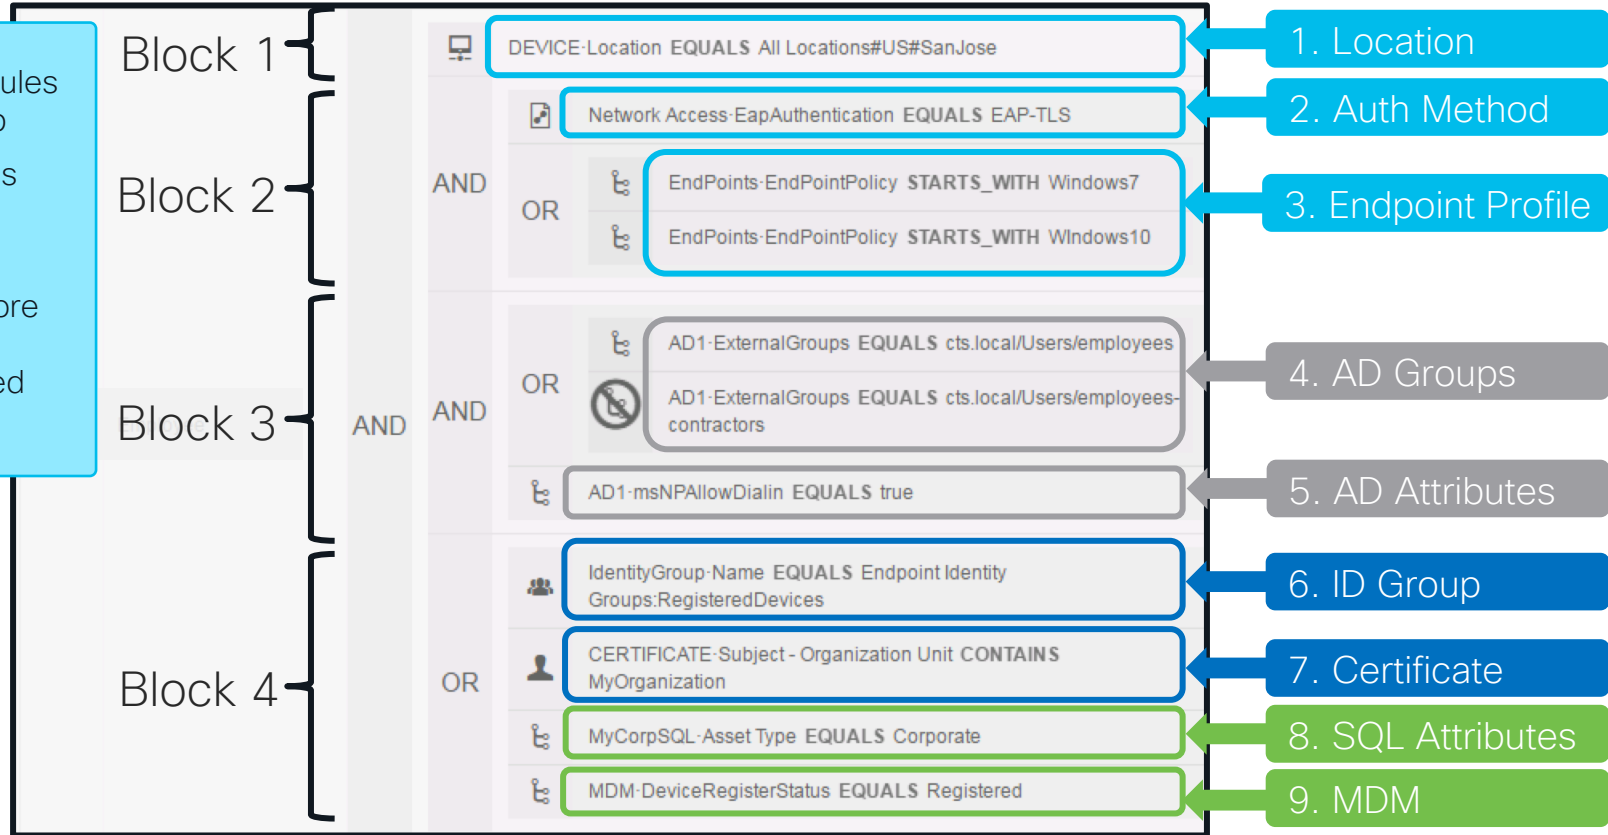 ules
s
ore
ed
Block 1
DEVICE·Location EQUALS All Locations#US#SanJose
1. Location
Block 2
AND
Network Access·EapAuthentication EQUALS EAP-TLS
2. Auth Method
OR
EndPoints·EndPointPolicy STARTS_WITH Windows7
EndPoints·EndPointPolicy STARTS_WITH WIndows10
3. Endpoint Profile
Block 3
AND
AND
OR
AD1·ExternalGroups EQUALS cts.local/Users/employees
AD1·ExternalGroups EQUALS cts.local/Users/employees-
contractors
4. AD Groups
AD1·msNPAllowDialin EQUALS true
5. AD Attributes
Block 4
OR
IdentityGroup·Name EQUALS Endpoint Identity
Groups:RegisteredDevices
6. ID Group
CERTIFICATE·Subject - Organization Unit CONTAINS
MyOrganization
7. Certificate
MyCorpSQL·Asset Type EQUALS Corporate
8. SQL Attributes
MDM·DeviceRegisterStatus EQUALS Registered
9. MDM